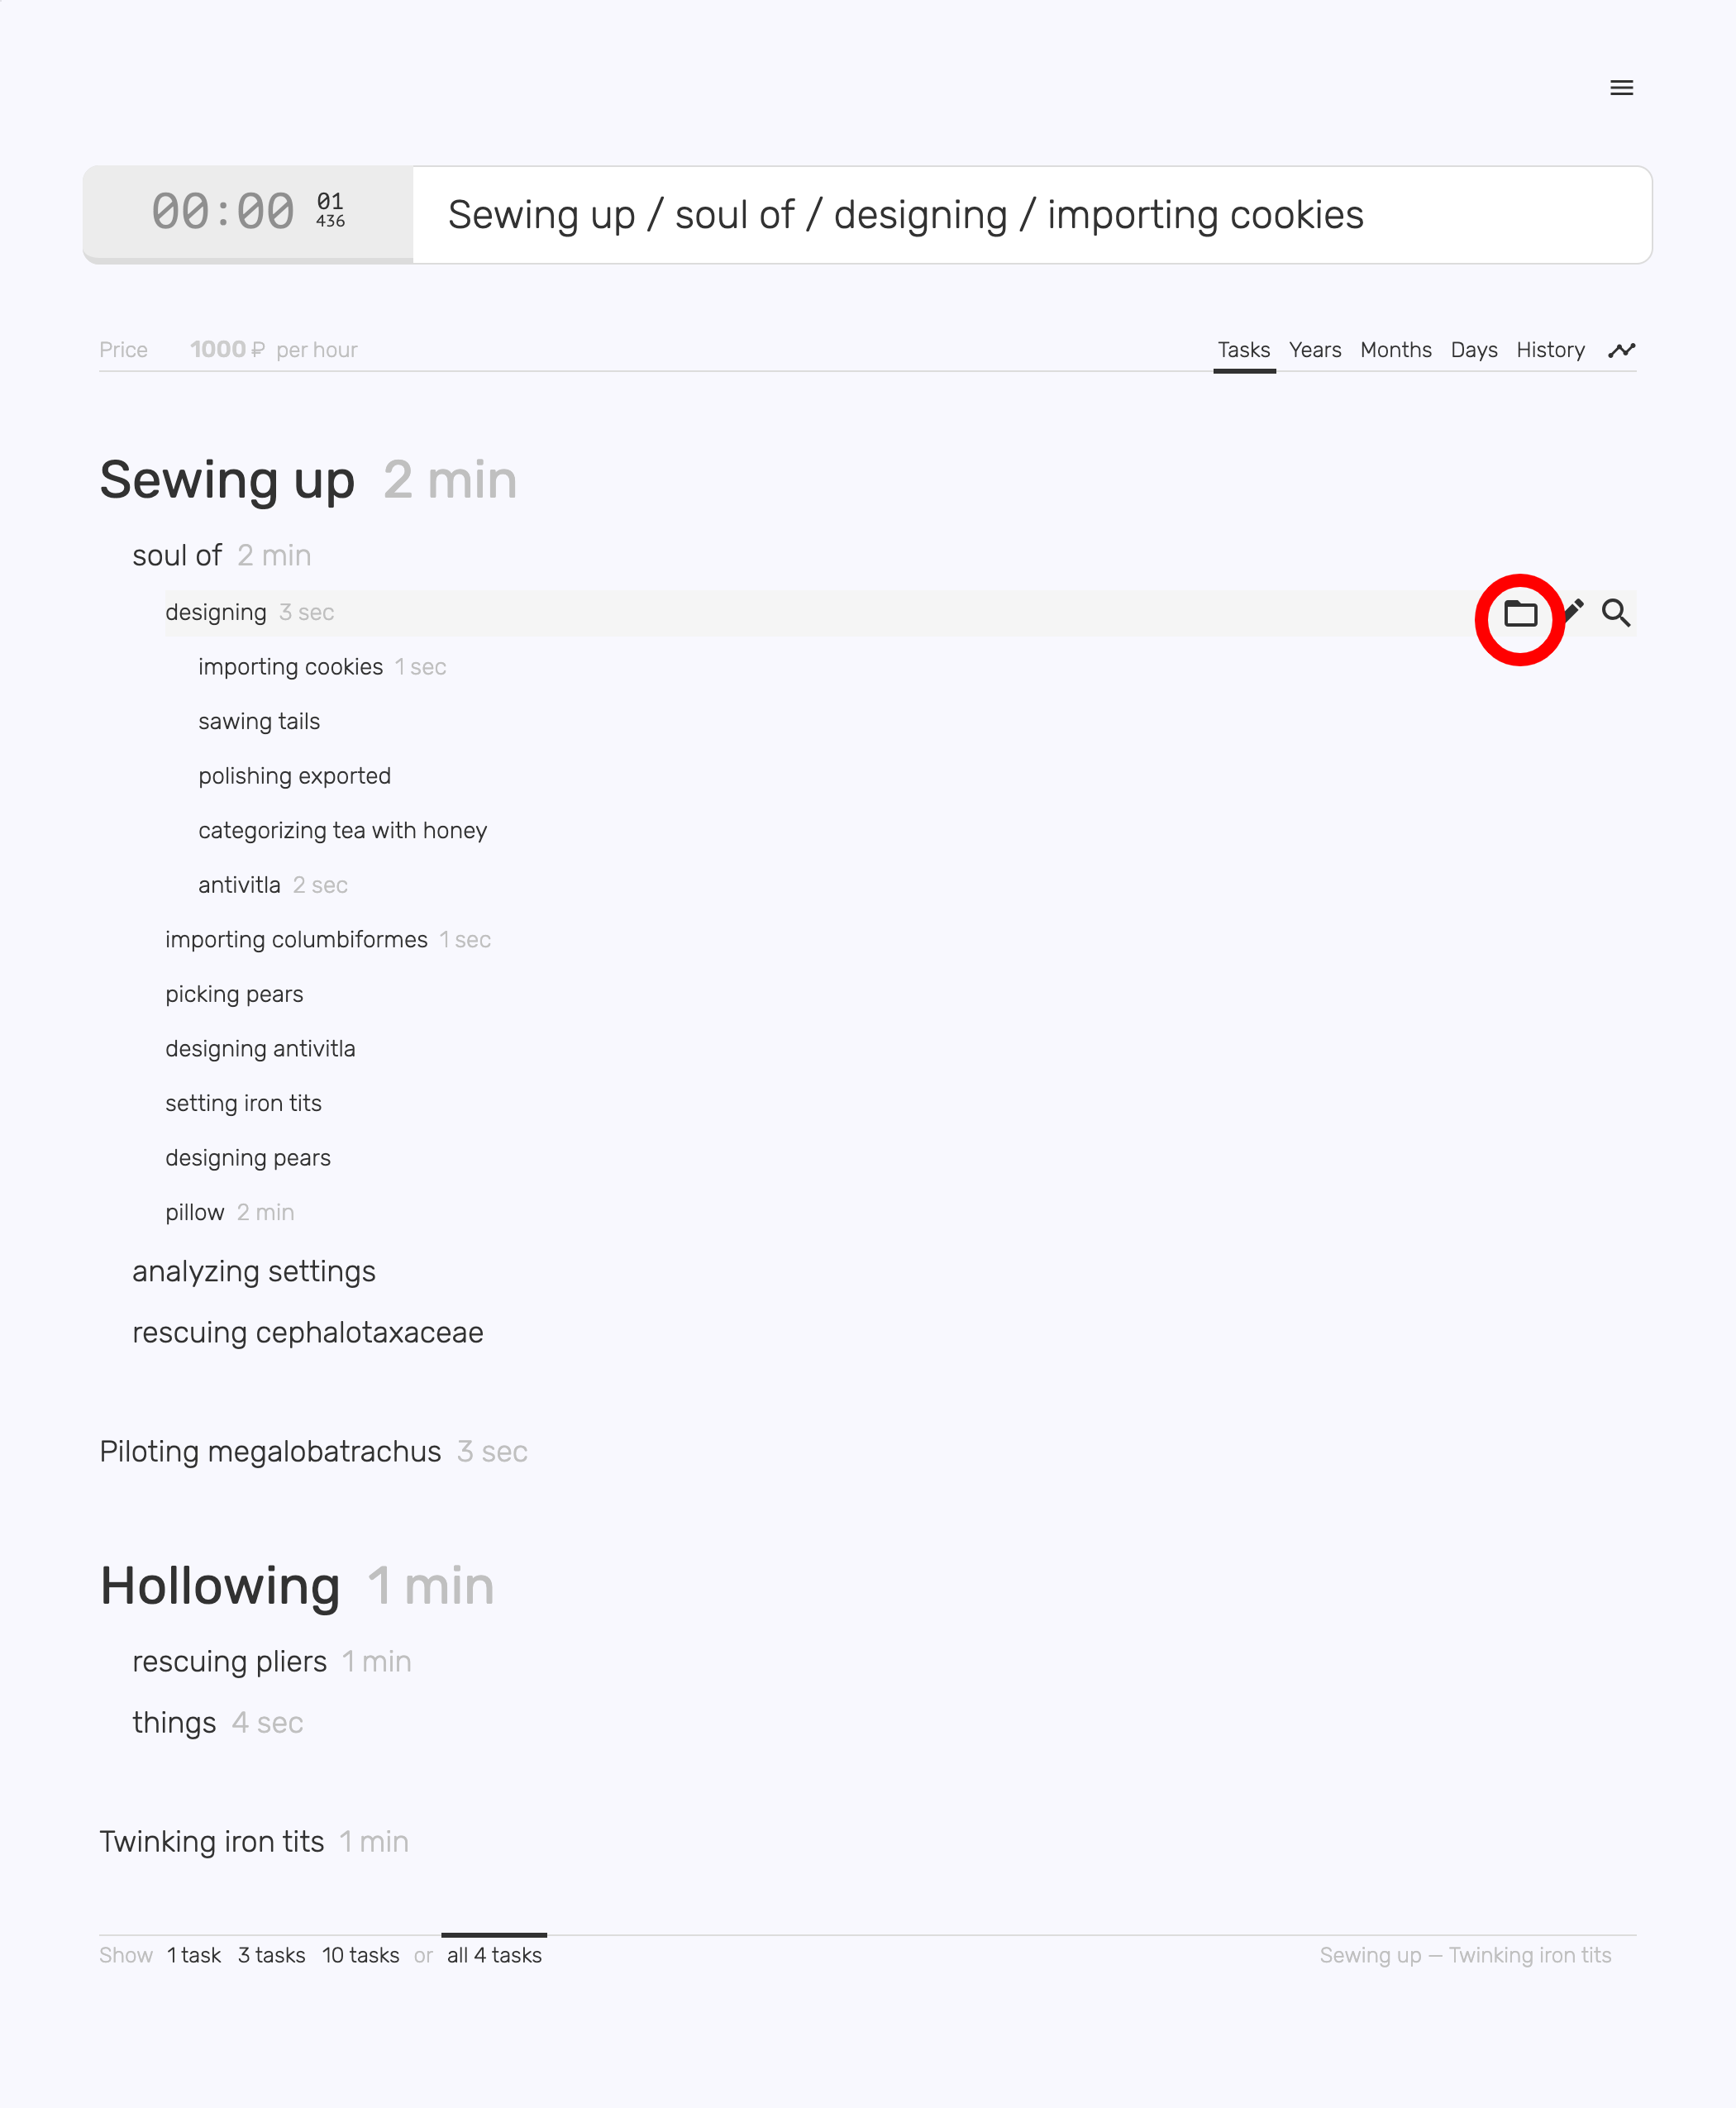 00:00 01
436
Sewing up / soul of / designing / importing cookies
Price 1000 ₽ per hour
Tasks Years Months Days History
Sewing up 2 min
soul of 2 min
designing 3 sec
importing cookies 1 sec
sawing tails
polishing exported
categorizing tea with honey
antivitla 2 sec
importing columbiformes 1 sec
picking pears
designing antivitla
setting iron tits
designing pears
pillow 2 min
analyzing settings
rescuing cephalotaxaceae
Piloting megalobatrachus 3 sec
Hollowing 1 min
rescuing pliers 1 min
things 4 sec
Twinking iron tits 1 min
Show 1 task 3 tasks 10 tasks or all 4 tasks
Sewing up — Twinking iron tits